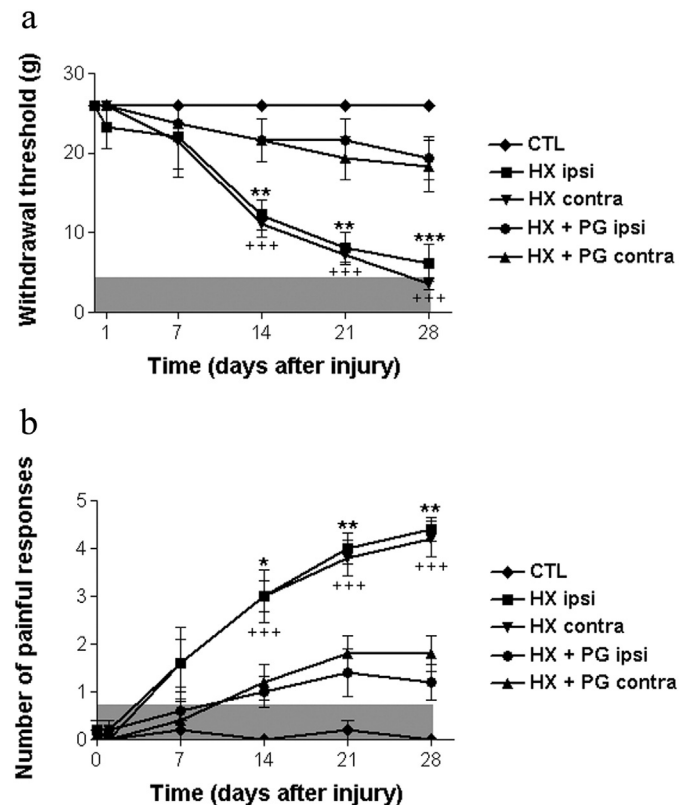 a
Withdrawal threshold (g)
30
20
10
0
**
+++
**
+++
***
+++
1
7
14
21
28
Time (days after injury)
CTL
HX ipsi
HX contra
HX + PG ipsi
HX + PG contra
b
Number of painful responses
5
4
3
2
1
0
*
+++
**
+++
**
+++
0
7
14
21
28
Time (days after injury)
CTL
HX ipsi
HX contra
HX + PG ipsi
HX + PG contra